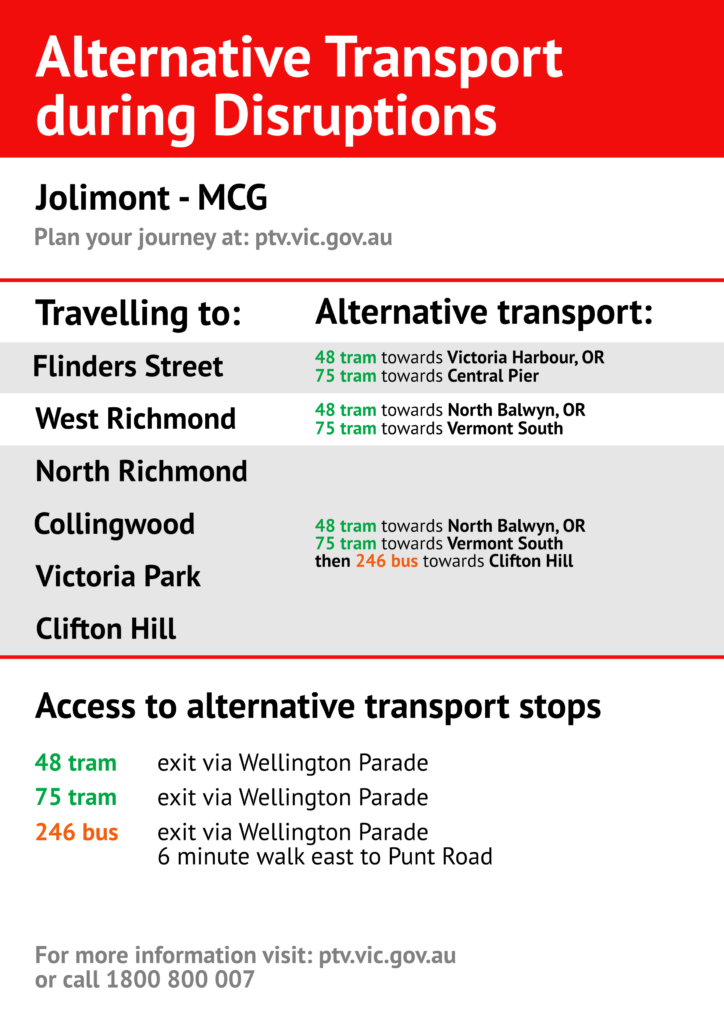 Alternative Transport
during Disruptions
Jolimont - MCG
Plan your journey at: ptv.vic.gov.au
Travelling to:
Alternative transport:
Flinders Street
48 tram towards Victoria Harbour, OR
75 tram towards Central Pier
West Richmond
48 tram towards North Balwyn, OR
75 tram towards Vermont South
North Richmond
Collingwood
Victoria Park
Clifton Hill
48 tram towards North Balwyn, OR
75 tram towards Vermont South
then 246 bus towards Clifton Hill
Access to alternative transport stops
48 tram exit via Wellington Parade
75 tram exit via Wellington Parade
246 bus exit via Wellington Parade
6 minute walk east to Punt Road
For more information visit: ptv.vic.gov.au
or call 1800 800 007